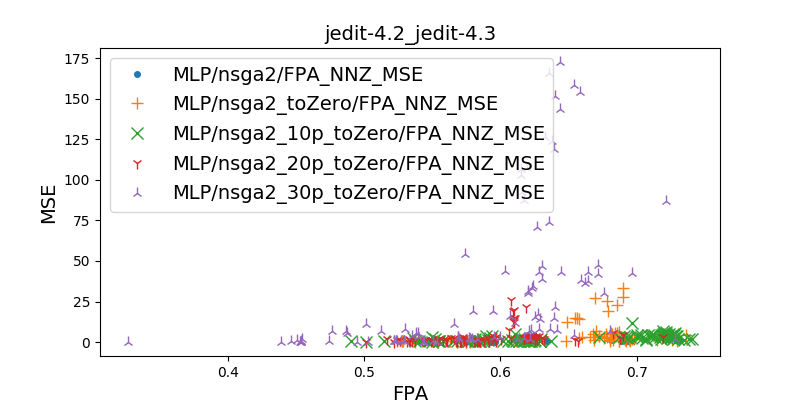 jedit-4.2_jedit-4.3
MLP/nsga2/FPA_NNZ_MSE
MLP/nsga2_toZero/FPA_NNZ_MSE
MLP/nsga2_10p_toZero/FPA_NNZ_MSE
MLP/nsga2_20p_toZero/FPA_NNZ_MSE
MLP/nsga2_30p_toZero/FPA_NNZ_MSE
MSE
175
150
125
100
75
50
25
0
0.4 0.5 0.6 0.7
FPA